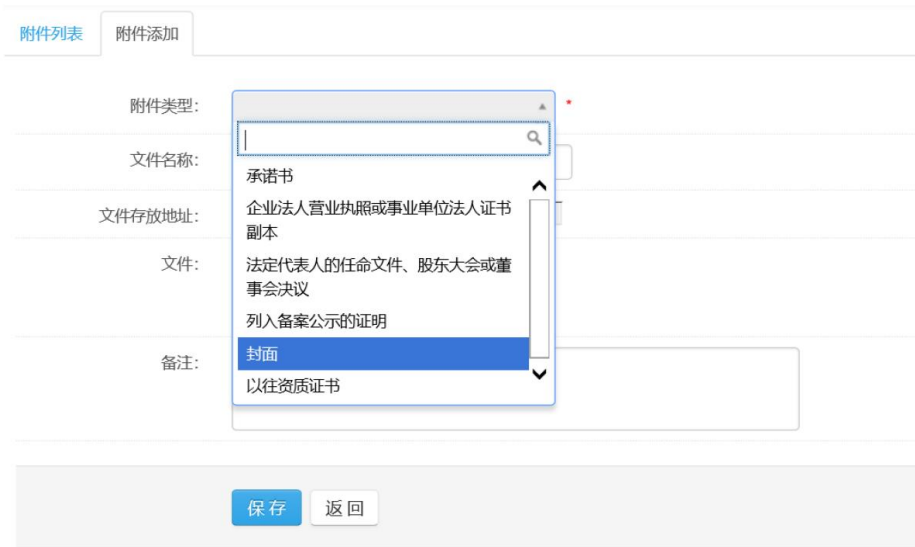 附件列表 附件添加
附件类型: *
文件名称:
承诺书
文件存放地址:
企业法人营业执照或事业单位法人证书
副本
文件:
法定代表人的任命文件、股东大会或董
事会决议
列入备案公示的证明
备注:
封面
以往资质证书
保存 返回